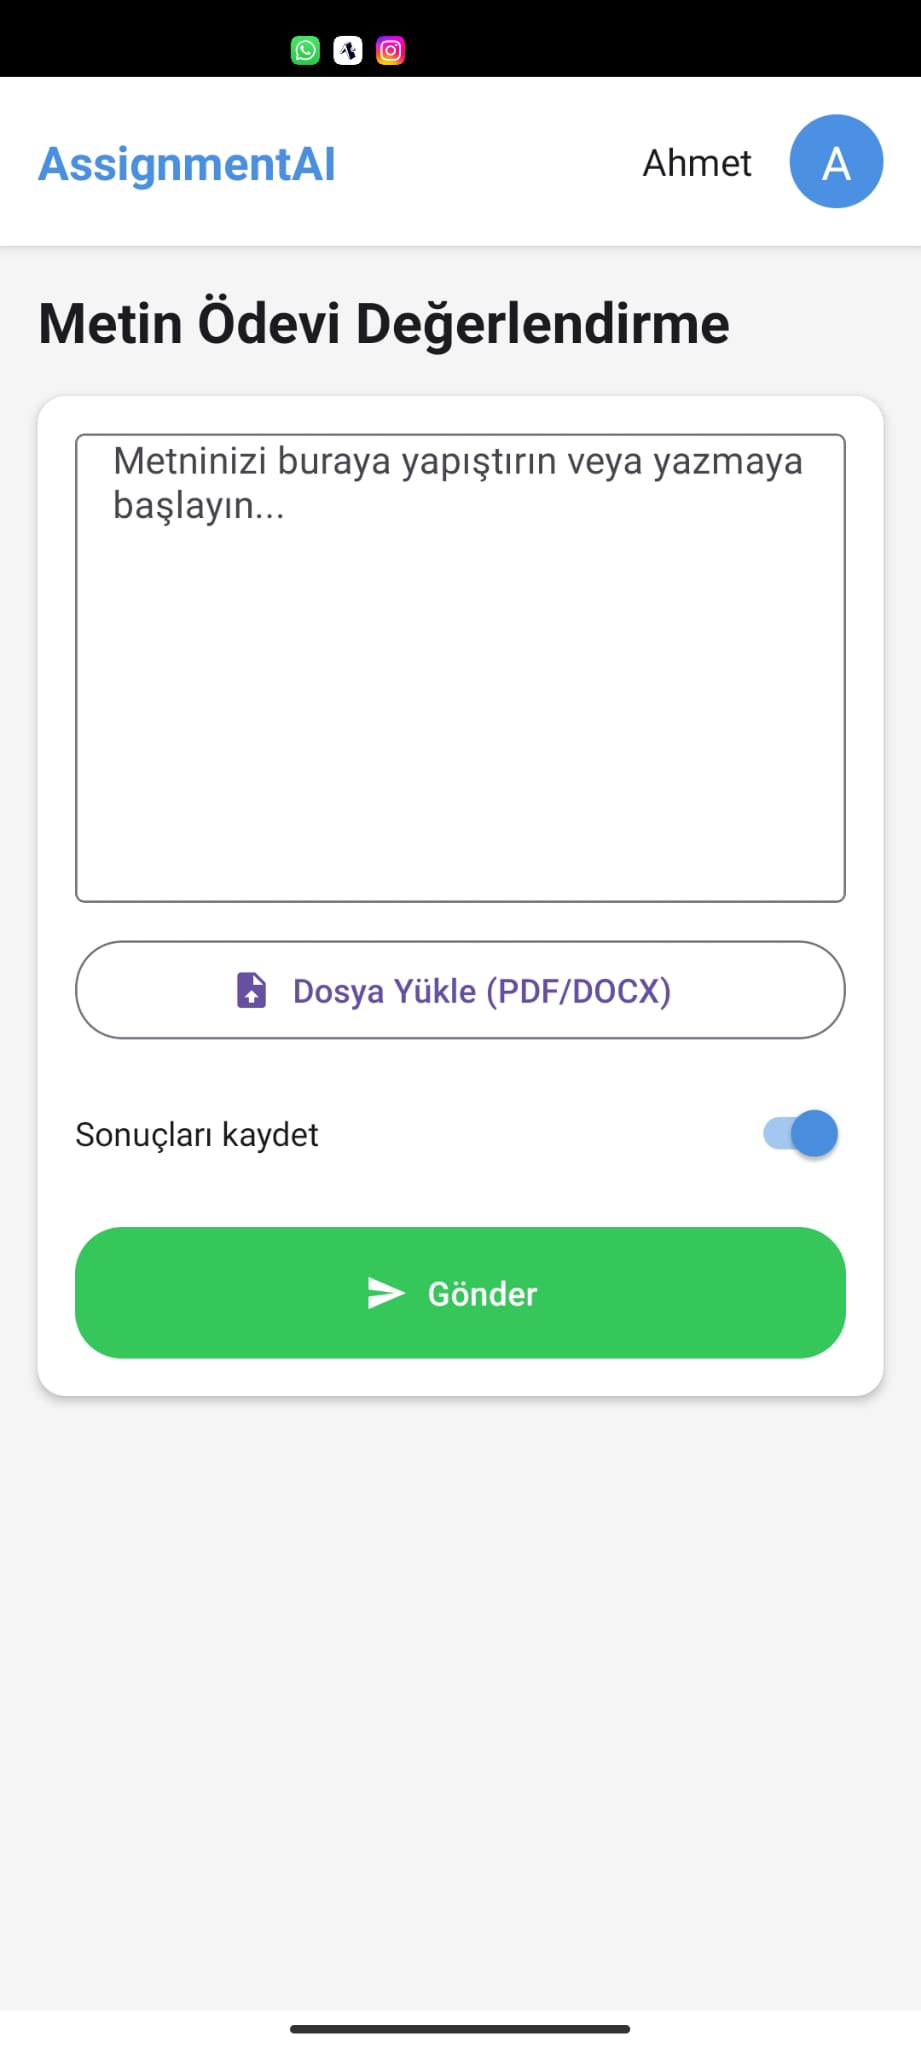 AssignmentAI
Ahmet
A
Metin Ödevi Değerlendirme
Metninizi buraya yapıştırın veya yazmaya
başlayın...
Dosya Yükle (PDF/DOCX)
Sonuçları kaydet
Gönder